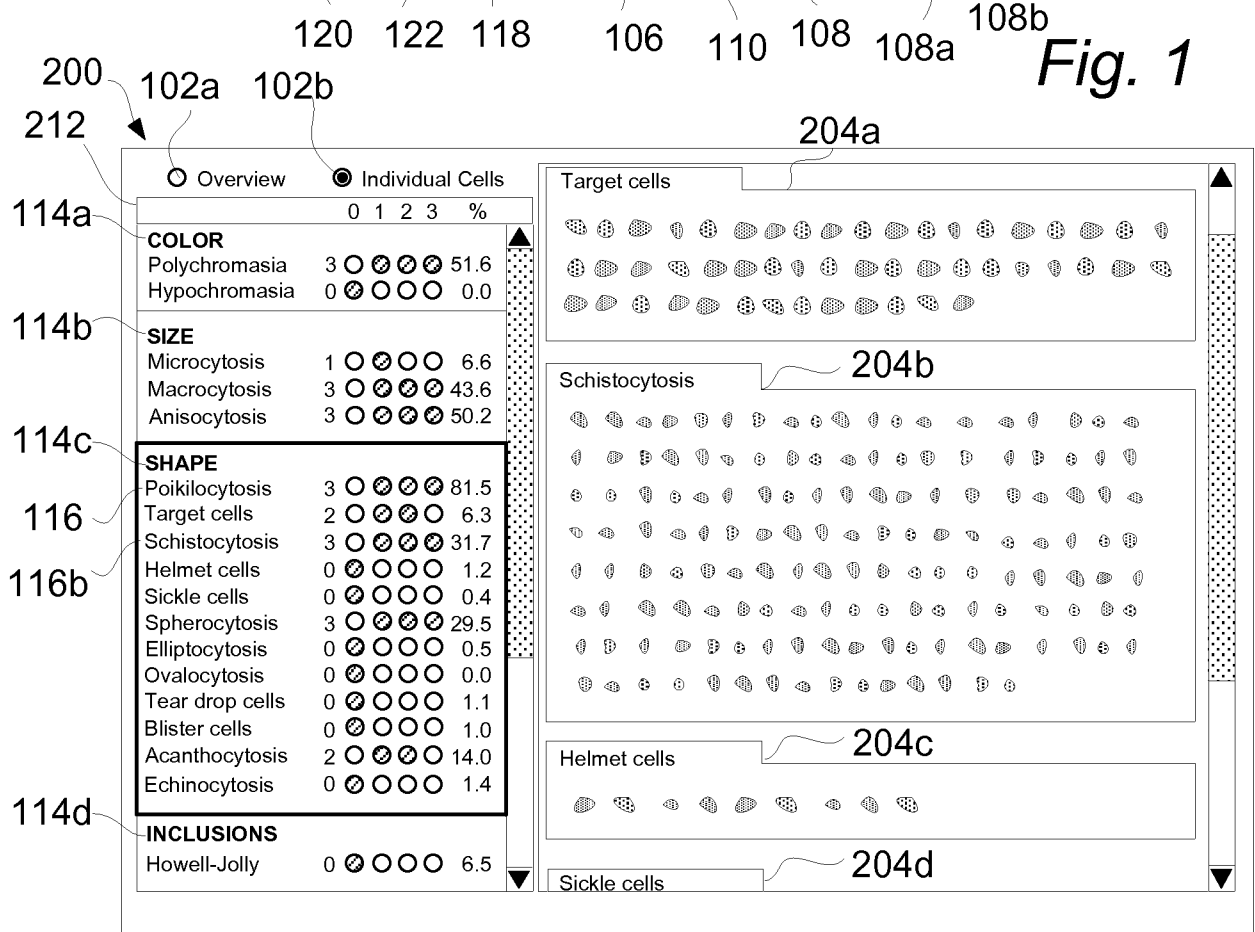 120 122 118 106 110 108 108a 108b
Fig. 1
200 102a 102b
212 204a
Overview Individual Cells
Target cells
0 1 2 3 %
114a
COLOR
Polychromasia 3 51.6
Hypochromasia 0 0.0
114b
SIZE
Microcytosis 1 6.6
Macrocytosis 3 43.6
Anisocytosis 3 50.2
204b
Schistocytosis
114c
SHAPE
Poikilocytosis 3 81.5
116
Target cells 2 6.3
Schistocytosis 3 31.7
116b
Helmet cells 0 1.2
Sickle cells 0 0.4
Spherocytosis 3 29.5
Elliptocytosis 0 0.5
Ovalocytosis 0 0.0
Tear drop cells 0 1.1
Blister cells 0 1.0
Acanthocytosis 2 14.0
Echinocytosis 0 1.4
204c
Helmet cells
114d
INCLUSIONS
Howell-Jolly 0 6.5
204d
Sickle cells